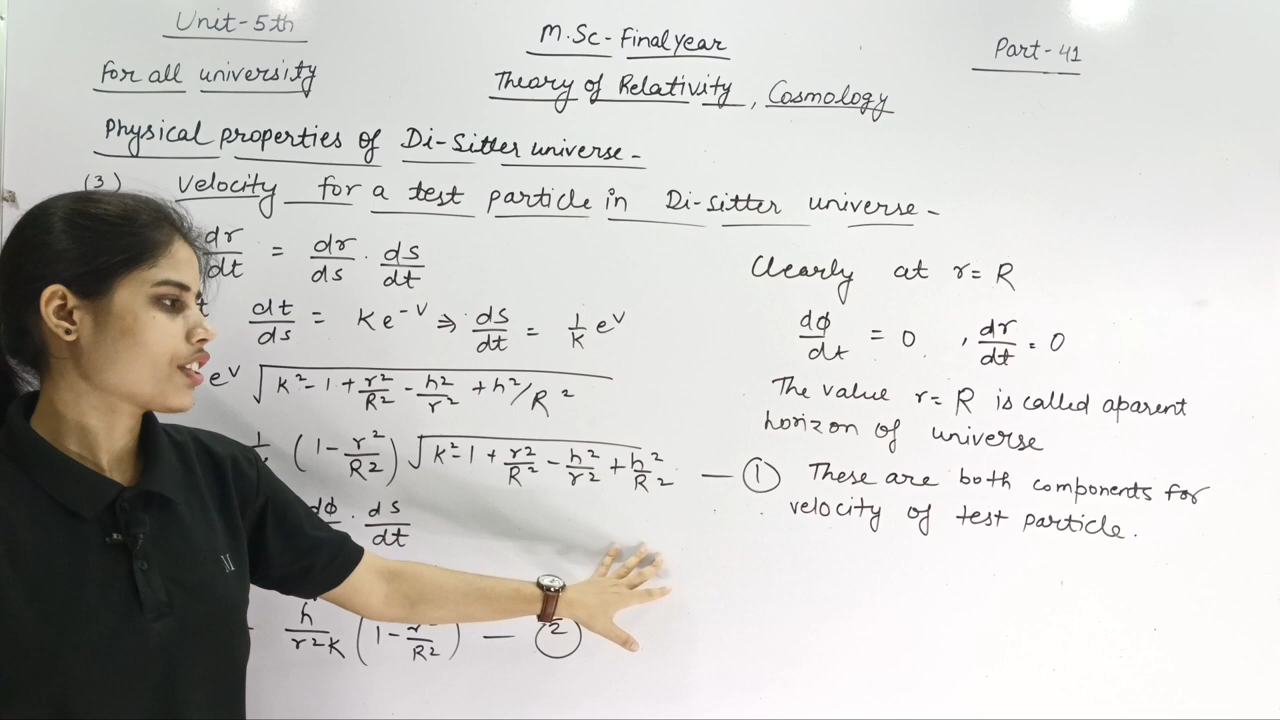 Unit-5th
M.Sc-Final year
Part-41
For all university
Theory of Relativity, Cosmology
Physical properties of Di-Sitter universe-
(3) Velocity for a test particle in Di-sitter universe-
dr/dt = dr/ds . ds/dt
dt/ds = K e^-ν ⇒ ds/dt = 1/K e^ν
e^ν √(K²-1+r²/R²-h²/r²+h²/R²)
(1-r²/R²) √(K²-1+r²/R²-h²/r²+h²/R²) — ①
dφ . ds/dt
h/r²K (1-r/R²) — ②
Clearly at r=R
dφ/dt = 0 , dr/dt = 0
The value r=R is called aparent
horizon of universe
These are both components for
velocity of test particle.
M